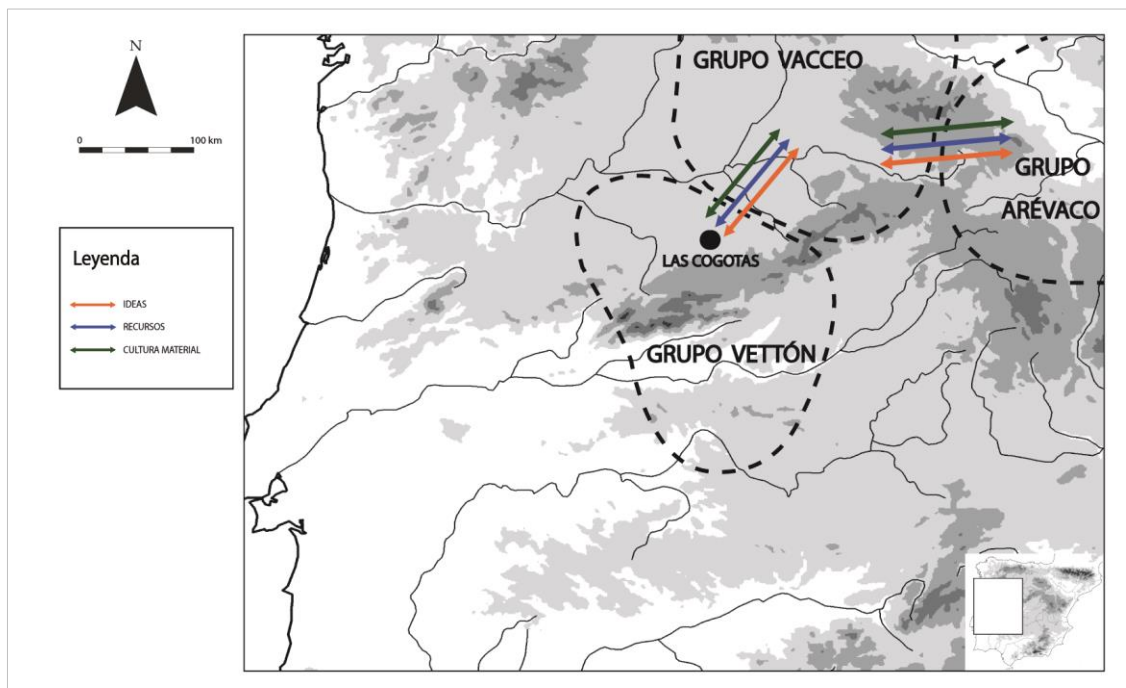 N
0 100 km
Leyenda
IDEAS
RECURSOS
CULTURA MATERIAL
GRUPO VACCEO
GRUPO
ARÉVACO
LAS COGOTAS
GRUPO VETTÓN